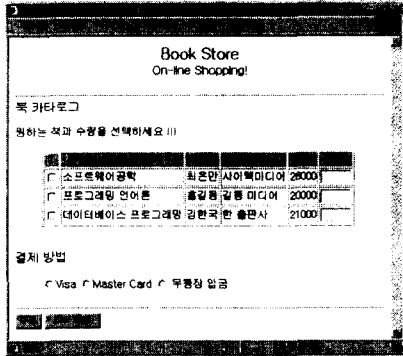 Book Store
On-line Shopping!
북 카타로그
원하는 책과 수량을 선택하세요 !!!
소프트웨어공학 최은만 사이텍미디어 28000
프로그래밍 언어론 홍길동 길동 미디어 20000
데이터베이스 프로그래밍 김한국 한 출판사 21000
결제 방법
Visa Master Card 무통장 입금